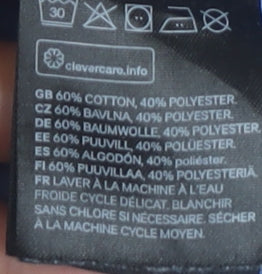 30
clevercare.info
GB 60% COTTON, 40% POLYESTER.
CZ 60% BAVLNA, 40% POLYESTER.
DE 60% BAUMWOLLE, 40% POLYESTER.
EE 60% PUUVILL, 40% POLÜESTER.
ES 60% ALGODÓN, 40% poliéster.
FI 60% PUUVILLAA, 40% POLYESTERIÄ.
FR LAVER À LA MACHINE À L'EAU
FROIDE CYCLE DÉLICAT. BLANCHIR
SANS CHLORE SI NÉCESSAIRE. SÉCHER
À LA MACHINE CYCLE MOYEN.